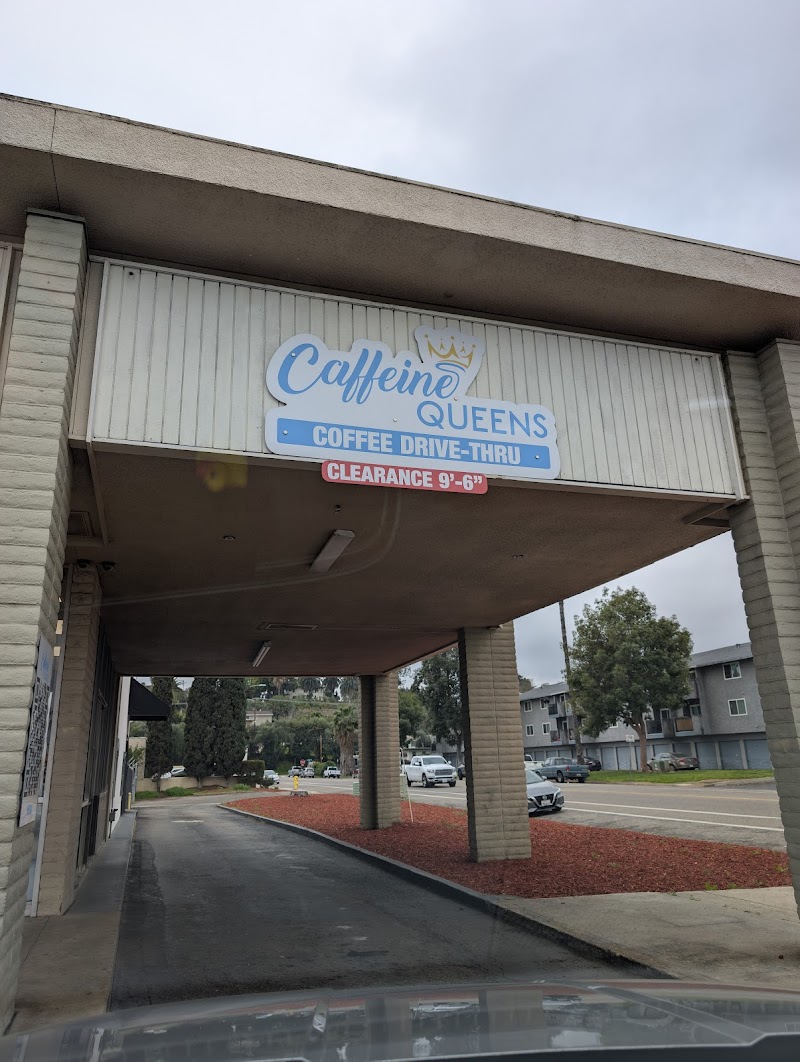 Caffeine
QUEENS
COFFEE DRIVE-THRU
CLEARANCE 9'-6"